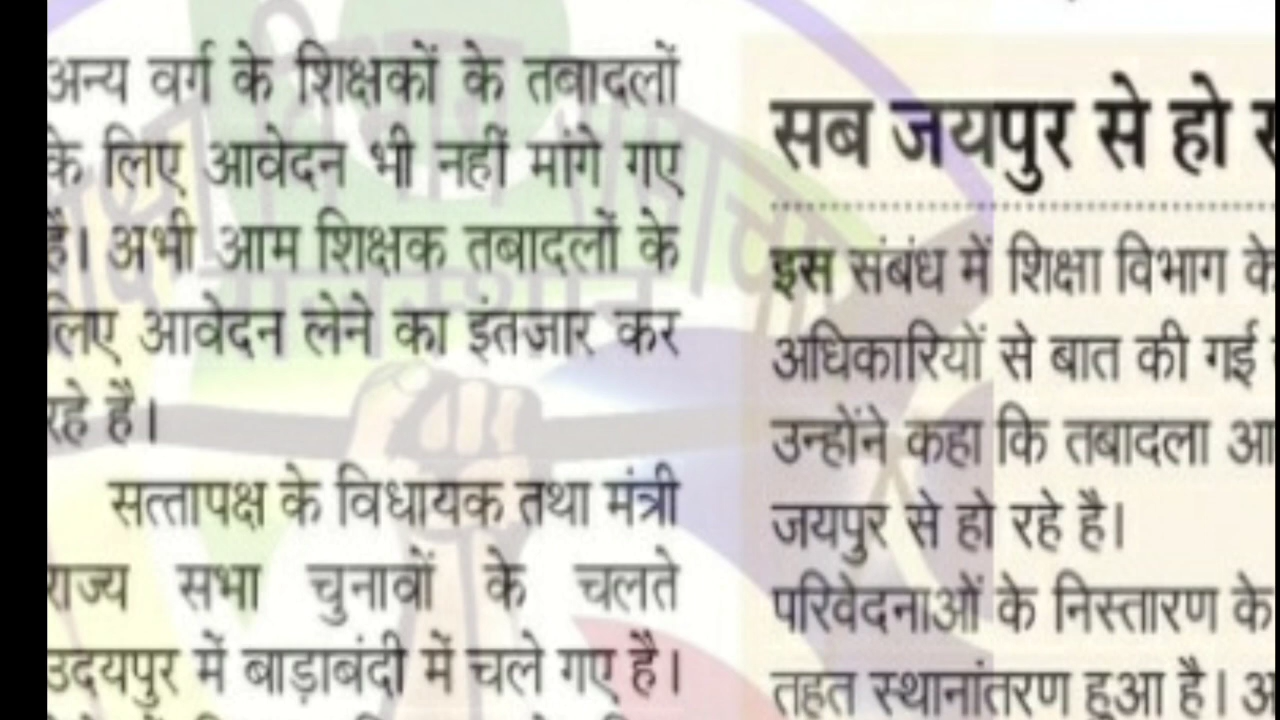 अन्य वर्ग के शिक्षकों के तबादलों
के लिए आवेदन भी नहीं मांगे गए
हैं। अभी आम शिक्षक तबादलों के
लिए आवेदन लेने का इंतजार कर
रहे है।
सत्तापक्ष के विधायक तथा मंत्री
राज्य सभा चुनावों के चलते
उदयपुर में बाड़ाबंदी में चले गए है।
सब जयपुर से हो
इस संबंध में शिक्षा विभाग के
अधिकारियों से बात की गई
उन्होंने कहा कि तबादला
जयपुर से हो रहे है।
परिवेदनाओं के निस्तारण के
तहत स्थानांतरण हुआ है।